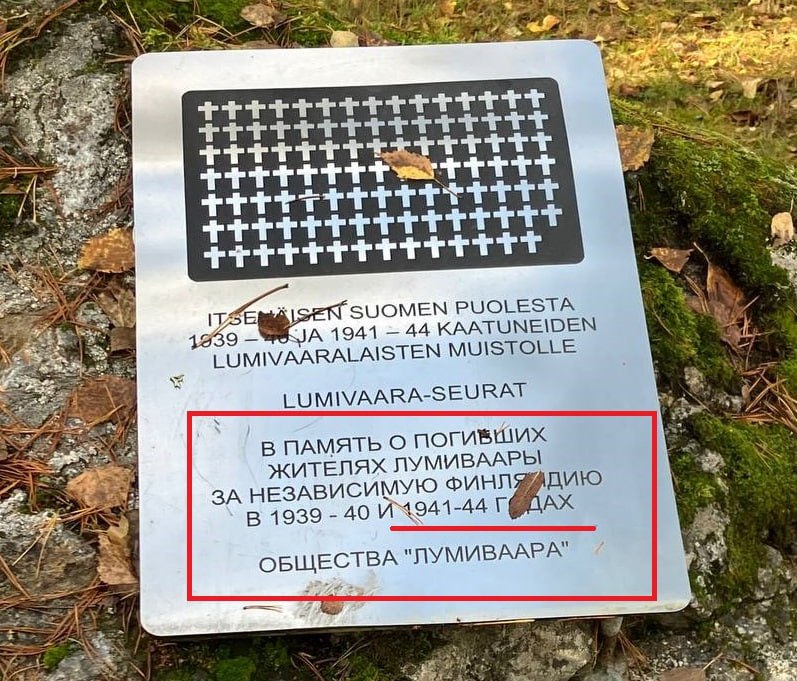 ITSENÄISEN SUOMEN PUOLESTA
1939 – 40 JA 1941 – 44 KAATUNEIDEN
LUMIVAARALAISTEN MUISTOLLE
LUMIVAARA-SEURAT
В ПАМЯТЬ О ПОГИБШИХ
ЖИТЕЛЯХ ЛУМИВААРЫ
ЗА НЕЗАВИСИМУЮ ФИНЛЯНДИЮ
В 1939 - 40 И 1941-44 ГОДАХ
ОБЩЕСТВА "ЛУМИВААРА"